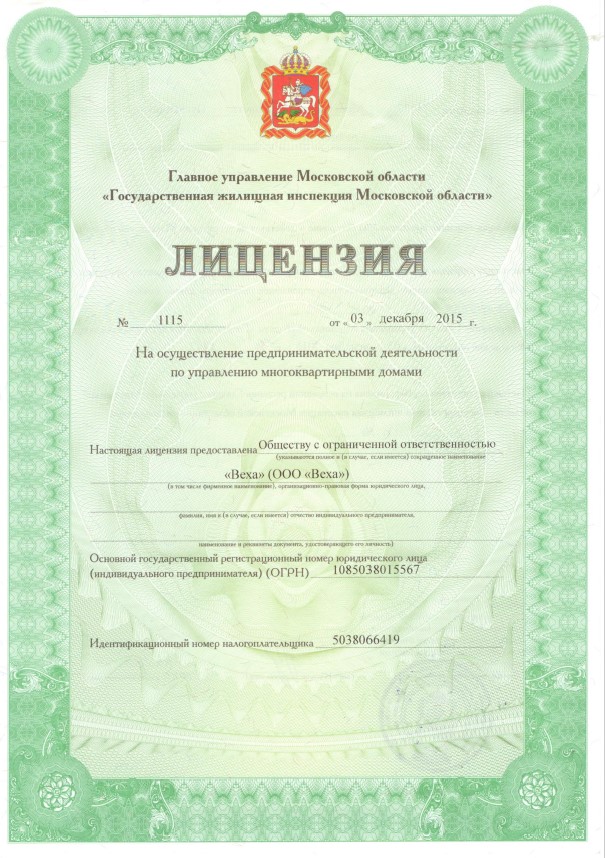 Главное управление Московской области
«Государственная жилищная инспекция Московской области»
ЛИЦЕНЗИЯ
№ 1115 от «03» декабря 2015 г.
На осуществление предпринимательской деятельности
по управлению многоквартирными домами
Настоящая лицензия предоставлена Обществу с ограниченной ответственностью
(указываются полное и (в случае, если имеется) сокращенное наименование
«Веха» (ООО «Веха»)
(в том числе фирменное наименование), организационно-правовая форма юридического лица,
фамилия, имя и (в случае, если имеется) отчество индивидуального предпринимателя,
наименование и реквизиты документа, удостоверяющего его личность)
Основной государственный регистрационный номер юридического лица
(индивидуального предпринимателя) (ОГРН) 1085038015567
Идентификационный номер налогоплательщика 5038066419